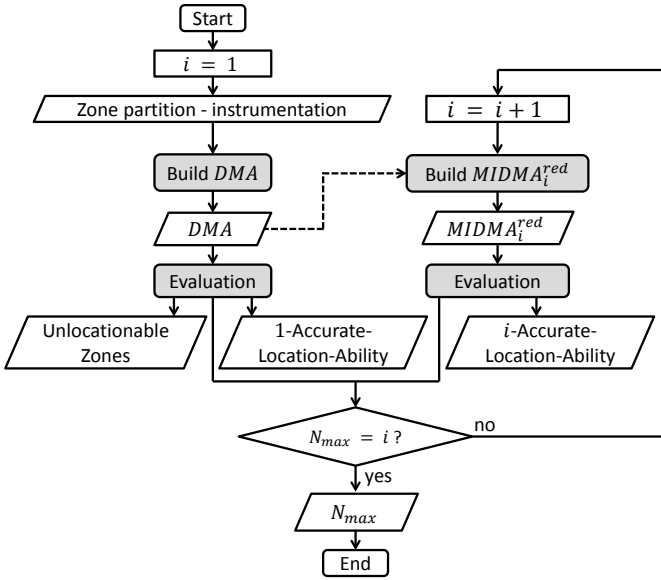 Start
i = 1
Zone partition - instrumentation
i = i + 1
Build DMA
Build MIDMA_i^red
DMA
MIDMA_i^red
Evaluation
Evaluation
Unlocationable
Zones
1-Accurate-
Location-Ability
i-Accurate-
Location-Ability
N_max = i ?
no
yes
N_max
End